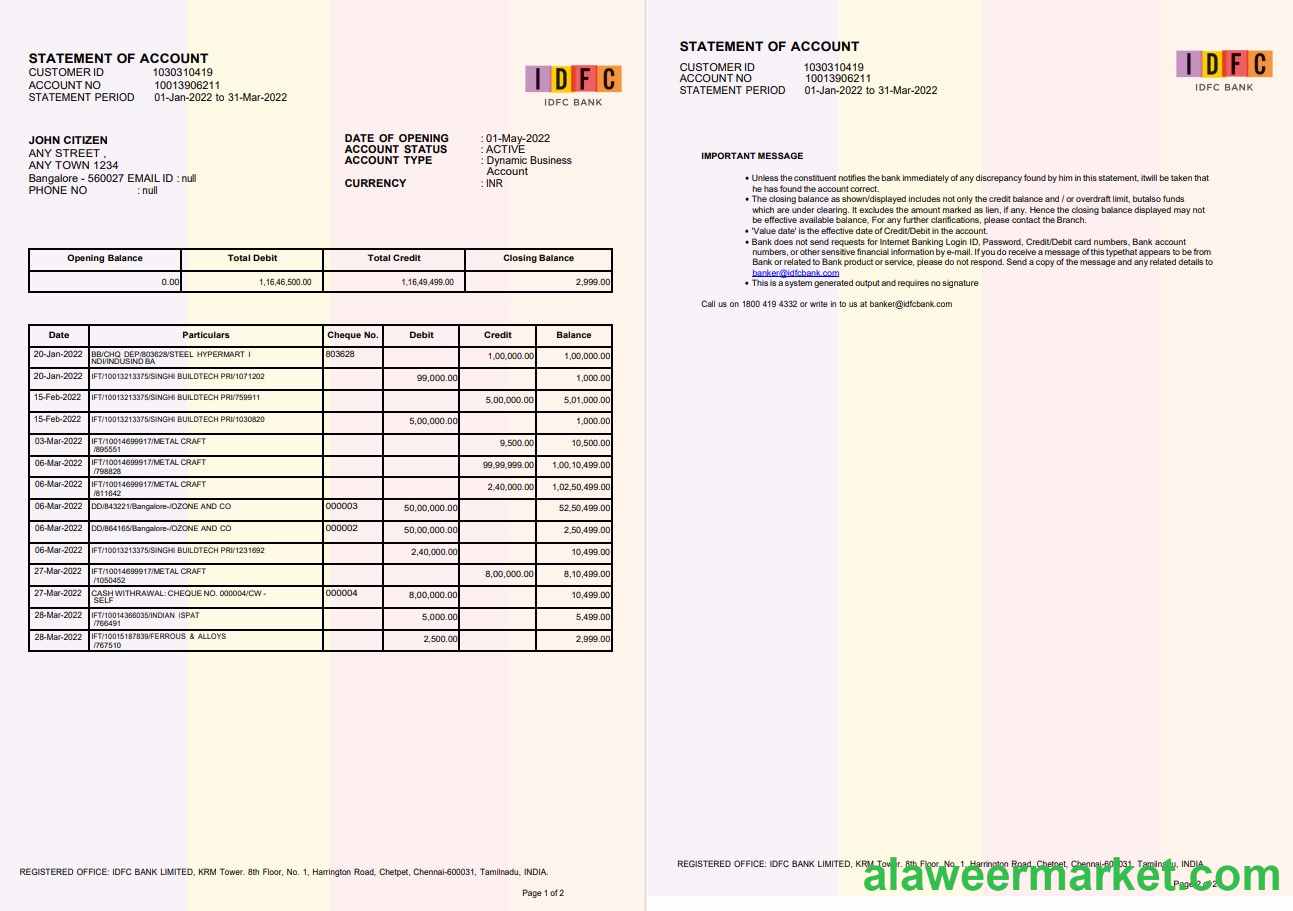 STATEMENT OF ACCOUNT
CUSTOMER ID 1030310419
ACCOUNT NO 10013906211
STATEMENT PERIOD 01-Jan-2022 to 31-Mar-2022
IDFC
IDFC BANK
JOHN CITIZEN
ANY STREET ,
ANY TOWN 1234
Bangalore - 560027 EMAIL ID : null
PHONE NO : null
DATE OF OPENING : 01-May-2022
ACCOUNT STATUS : ACTIVE
ACCOUNT TYPE : Dynamic Business
Account
CURRENCY : INR
Opening Balance Total Debit Total Credit Closing Balance
0.00 1,16,46,500.00 1,16,49,499.00 2,999.00
Date Particulars Cheque No. Debit Credit Balance
20-Jan-2022 BB/CHQ DEP/803628/STEEL HYPERMART I 803628 1,00,000.00 1,00,000.00
NDI/INDUSIND BA
20-Jan-2022 IFT/10013213375/SINGHI BUILDTECH PRI/1071202 99,000.00 1,000.00
15-Feb-2022 IFT/10013213375/SINGHI BUILDTECH PRI/759911 5,00,000.00 5,01,000.00
15-Feb-2022 IFT/10013213375/SINGHI BUILDTECH PRI/1030820 5,00,000.00 1,000.00
03-Mar-2022 IFT/10014699917/METAL CRAFT 9,500.00 10,500.00
/895551
06-Mar-2022 IFT/10014699917/METAL CRAFT 99,99,999.00 1,00,10,499.00
/798828
06-Mar-2022 IFT/10014699917/METAL CRAFT 2,40,000.00 1,02,50,499.00
/811642
06-Mar-2022 DD/843221/Bangalore-/OZONE AND CO 000003 50,00,000.00 52,50,499.00
06-Mar-2022 DD/864165/Bangalore-/OZONE AND CO 000002 50,00,000.00 2,50,499.00
06-Mar-2022 IFT/10013213375/SINGHI BUILDTECH PRI/1231692 2,40,000.00 10,499.00
27-Mar-2022 IFT/10014699917/METAL CRAFT 8,00,000.00 8,10,499.00
/1050452
27-Mar-2022 CASH WITHRAWAL: CHEQUE NO. 000004/CW - 000004 8,00,000.00 10,499.00
SELF
28-Mar-2022 IFT/10014366035/INDIAN ISPAT 5,000.00 5,499.00
/766491
28-Mar-2022 IFT/10015187839/FERROUS & ALLOYS 2,500.00 2,999.00
/767510
REGISTERED OFFICE: IDFC BANK LIMITED, KRM Tower. 8th Floor, No. 1, Harrington Road, Chetpet, Chennai-600031, Tamilnadu, INDIA.
Page 1 of 2
STATEMENT OF ACCOUNT
CUSTOMER ID 1030310419
ACCOUNT NO 10013906211
STATEMENT PERIOD 01-Jan-2022 to 31-Mar-2022
IDFC
IDFC BANK
IMPORTANT MESSAGE
• Unless the constituent notifies the bank immediately of any discrepancy found by him in this statement, itwill be taken that
he has found the account correct.
• The closing balance as shown/displayed includes not only the credit balance and / or overdraft limit, butalso funds
which are under clearing. It excludes the amount marked as lien, if any. Hence the closing balance displayed may not
be effective available balance, For any further clarifications, please contact the Branch.
• 'Value date' is the effective date of Credit/Debit in the account.
• Bank does not send requests for Internet Banking Login ID, Password, Credit/Debit card numbers, Bank account
numbers, or other sensitive financial information by e-mail. If you do receive a message of this typethat appears to be from
Bank or related to Bank product or service, please do not respond. Send a copy of the message and any related details to
banker@idfcbank.com
• This is a system generated output and requires no signature
Call us on 1800 419 4332 or write in to us at banker@idfcbank.com
REGISTERED OFFICE: IDFC BANK LIMITED, KRM Tower. 8th Floor, No. 1, Harrington Road, Chetpet, Chennai-600031, Tamilnadu, INDIA.
Page 2 of 2
alaweermarket.com